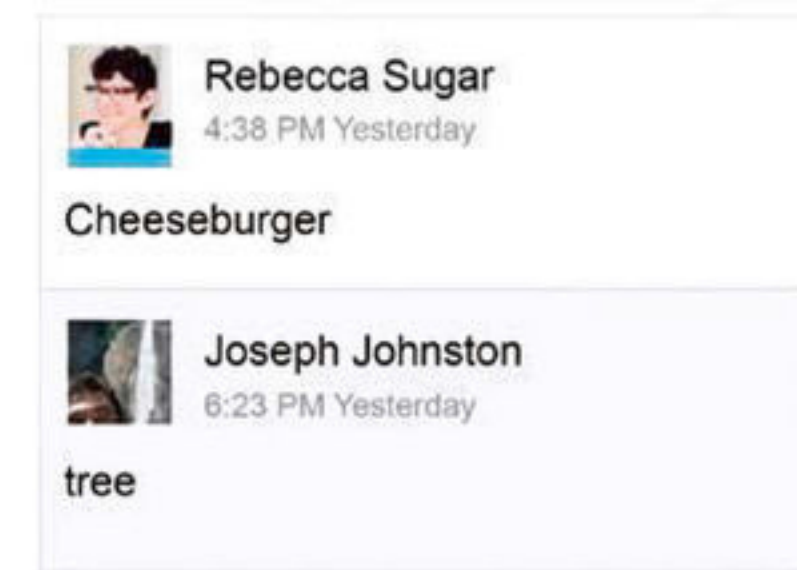 Rebecca Sugar
4:38 PM Yesterday
Cheeseburger
Joseph Johnston
6:23 PM Yesterday
tree